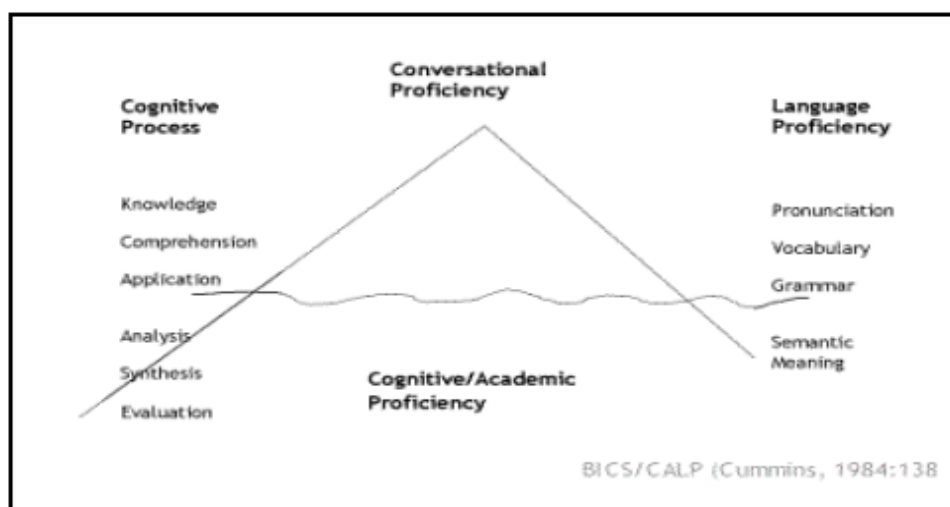 Conversational
Proficiency
Cognitive
Process
Language
Proficiency
Knowledge
Comprehension
Application
Analysis
Synthesis
Evaluation
Pronunciation
Vocabulary
Grammar
Semantic
Meaning
Cognitive/Academic
Proficiency
BICS/CALP (Cummins, 1984:138